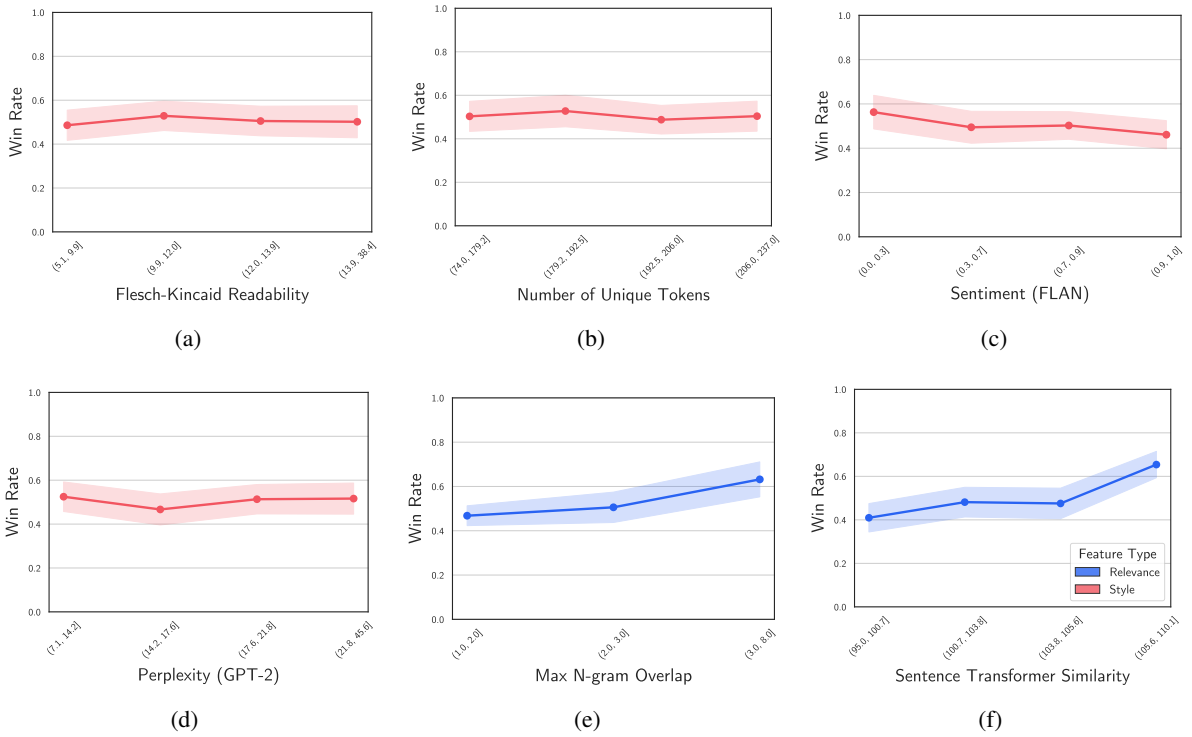 1.0
0.8
0.6
0.4
0.2
0.0
Win Rate
(5.1, 9.9]
(9.9, 12.0]
(12.0, 13.9]
(13.9, 38.4]
Flesch-Kincaid Readability
(a)
1.0
0.8
0.6
0.4
0.2
0.0
Win Rate
(74.0, 179.2]
(179.2, 192.5]
(192.5, 206.0]
(206.0, 237.0]
Number of Unique Tokens
(b)
1.0
0.8
0.6
0.4
0.2
0.0
Win Rate
(0.0, 0.3]
(0.3, 0.7]
(0.7, 0.9]
(0.9, 1.0]
Sentiment (FLAN)
(c)
1.0
0.8
0.6
0.4
0.2
0.0
Win Rate
(7.1, 14.2]
(14.2, 17.6]
(17.6, 21.8]
(21.8, 45.6]
Perplexity (GPT-2)
(d)
1.0
0.8
0.6
0.4
0.2
0.0
Win Rate
(1.0, 2.0]
(2.0, 3.0]
(3.0, 8.0]
Max N-gram Overlap
(e)
1.0
0.8
0.6
0.4
0.2
0.0
Win Rate
Feature Type
Relevance
Style
(95.0, 100.7]
(100.7, 103.8]
(103.8, 105.6]
(105.6, 110.1]
Sentence Transformer Similarity
(f)